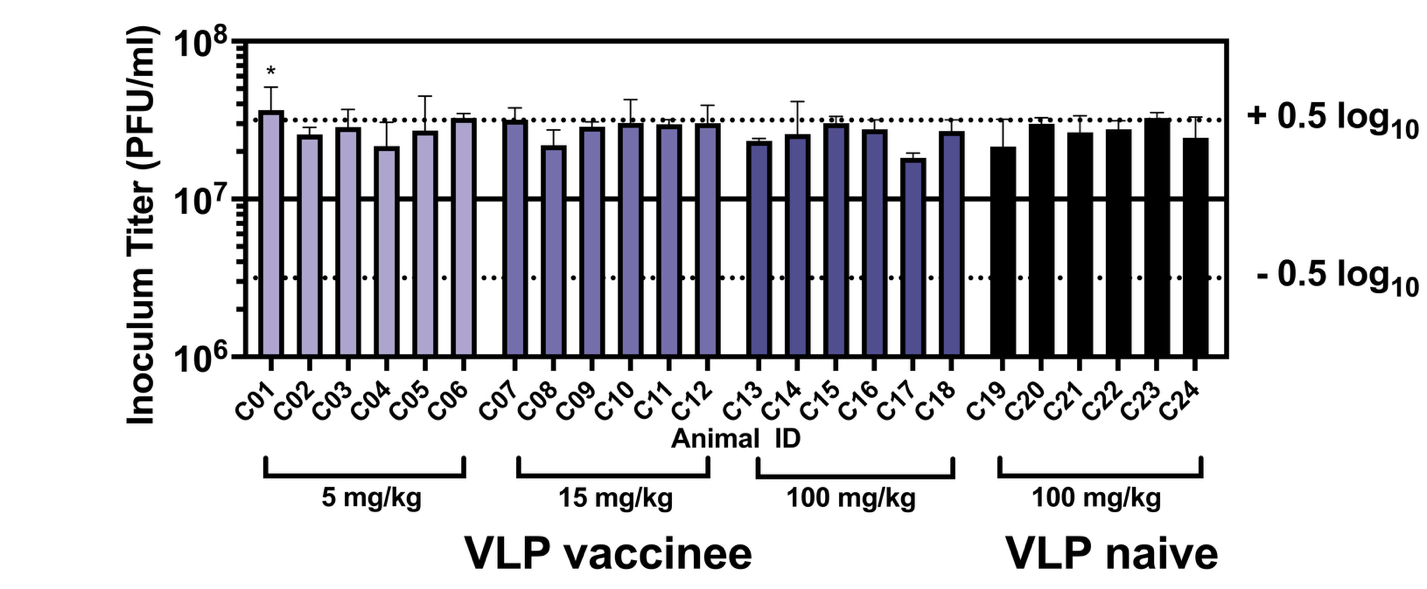 Inoculum Titer (PFU/ml)
10⁸
10⁷
10⁶
*
+ 0.5 log₁₀
- 0.5 log₁₀
C01 C02 C03 C04 C05 C06 C07 C08 C09 C10 C11 C12 C13 C14 C15 C16 C17 C18 C19 C20 C21 C22 C23 C24
Animal ID
5 mg/kg 15 mg/kg 100 mg/kg 100 mg/kg
VLP vaccinee VLP naive